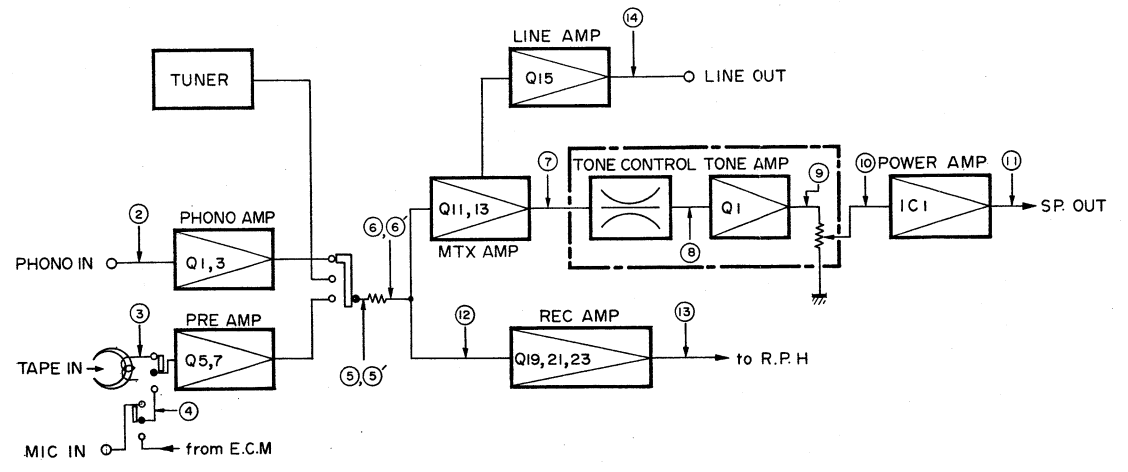 14
LINE AMP
Q15
LINE OUT
TUNER
7
TONE CONTROL TONE AMP
9
10
POWER AMP
11
Q11,13
Q1
IC1
SP. OUT
MTX AMP
8
2
PHONO AMP
6,6′
PHONO IN
Q1,3
3
PRE AMP
12
REC AMP
13
TAPE IN
Q5,7
5,5′
Q19,21,23
to R.P.H
4
MIC IN
from E.C.M